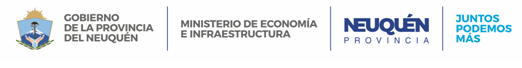 GOBIERNO
DE LA PROVINCIA
DEL NEUQUÉN
MINISTERIO DE ECONOMÍA
E INFRAESTRUCTURA
NEUQUÉN
PROVINCIA
JUNTOS
PODEMOS
MÁS